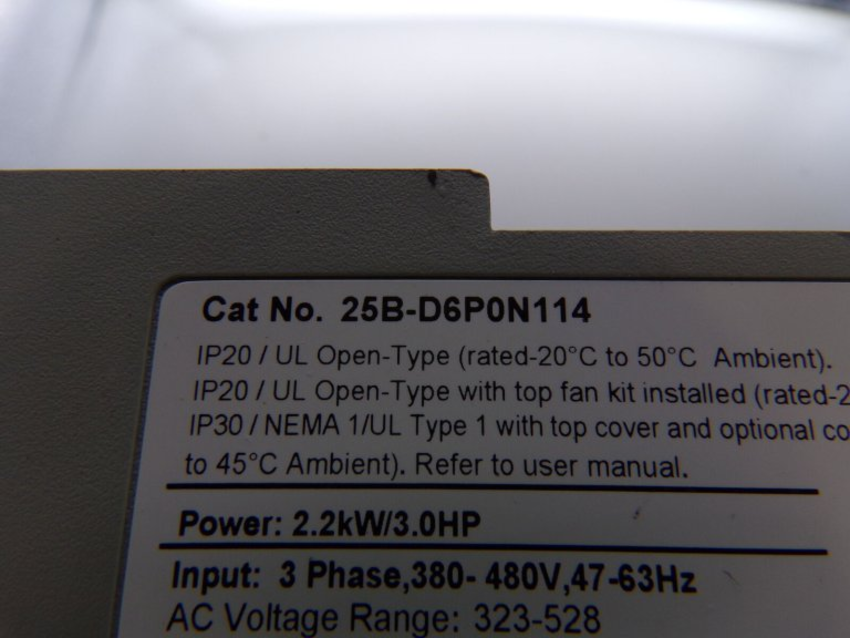 Cat No. 25B-D6P0N114
IP20 / UL Open-Type (rated-20°C to 50°C Ambient).
IP20 / UL Open-Type with top fan kit installed (rated-2
IP30 / NEMA 1/UL Type 1 with top cover and optional co
to 45°C Ambient). Refer to user manual.
Power: 2.2kW/3.0HP
Input: 3 Phase,380- 480V,47-63Hz
AC Voltage Range: 323-528